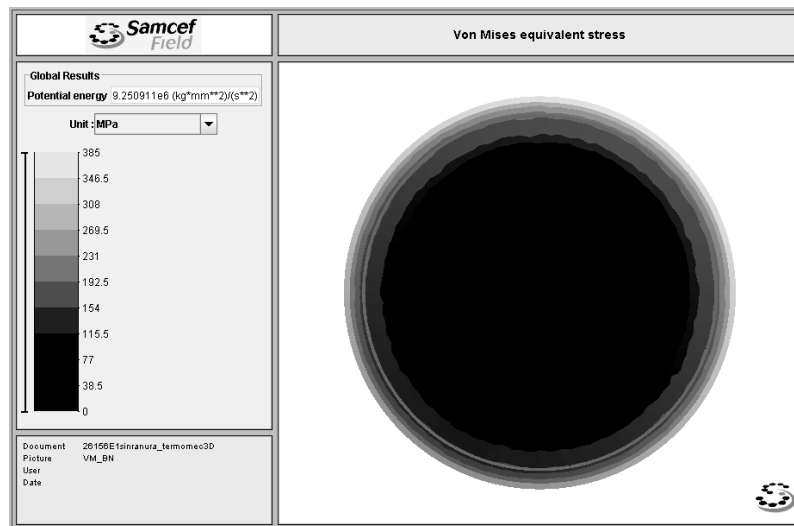 Samcef
Field
Von Mises equivalent stress
Global Results
Potential energy 9.250911e6 (kg*mm**2)/(s**2)
Unit : MPa
385
346.5
308
269.5
231
192.5
154
115.5
77
38.5
0
Document 26156E1sinranura_termomec3D
Picture VM_BN
User
Date